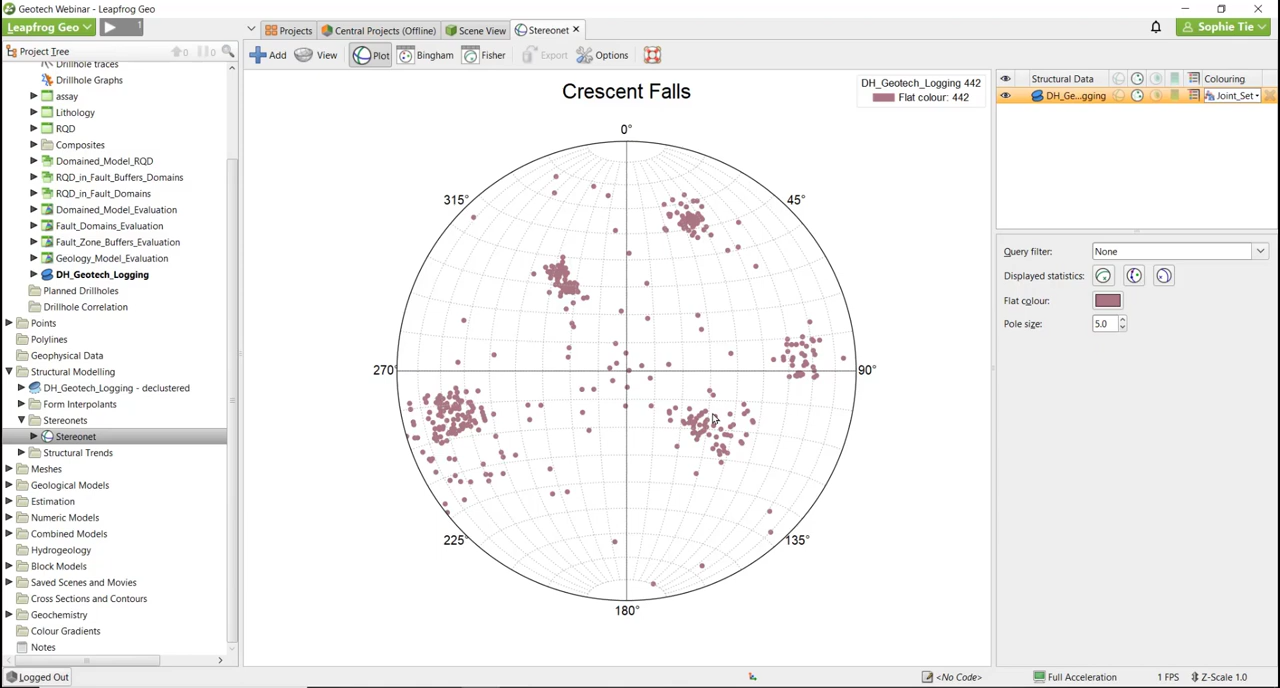 Geotech Webinar - Leapfrog Geo
Leapfrog Geo
1
Projects
Central Projects (Offline)
Scene View
Stereonet
Sophie Tie
Project Tree
0
0
Add
View
Plot
Bingham
Fisher
Export
Options
Drillhole traces
Drillhole Graphs
assay
Lithology
RQD
Composites
Domained_Model_RQD
RQD_in_Fault_Buffers_Domains
RQD_in_Fault_Domains
Domained_Model_Evaluation
Fault_Domains_Evaluation
Fault_Zone_Buffers_Evaluation
Geology_Model_Evaluation
DH_Geotech_Logging
Planned Drillholes
Drillhole Correlation
Points
Polylines
Geophysical Data
Structural Modelling
DH_Geotech_Logging - declustered
Form Interpolants
Stereonets
Stereonet
Structural Trends
Meshes
Geological Models
Estimation
Numeric Models
Combined Models
Hydrogeology
Block Models
Saved Scenes and Movies
Cross Sections and Contours
Geochemistry
Colour Gradients
Notes
Crescent Falls
DH_Geotech_Logging 442
Flat colour: 442
0°
45°
90°
135°
180°
225°
270°
315°
Structural Data
Colouring
DH_Ge...gging
Joint_Set
Query filter:
None
Displayed statistics:
Flat colour:
Pole size:
5.0
Logged Out
<No Code>
Full Acceleration
1 FPS
Z-Scale 1.0